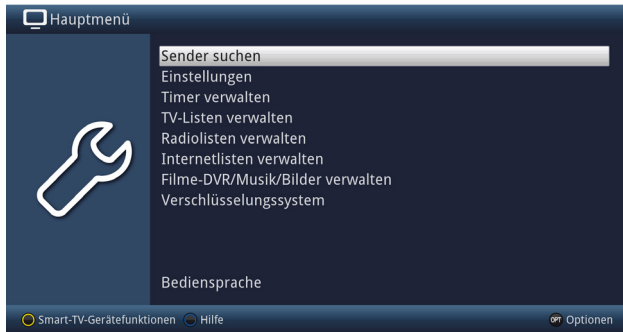 Hauptmenü
Sender suchen
Einstellungen
Timer verwalten
TV-Listen verwalten
Radiolisten verwalten
Internetlisten verwalten
Filme-DVR/Musik/Bilder verwalten
Verschlüsselungssystem
Bediensprache
Smart-TV-Gerätefunktionen Hilfe OPT Optionen